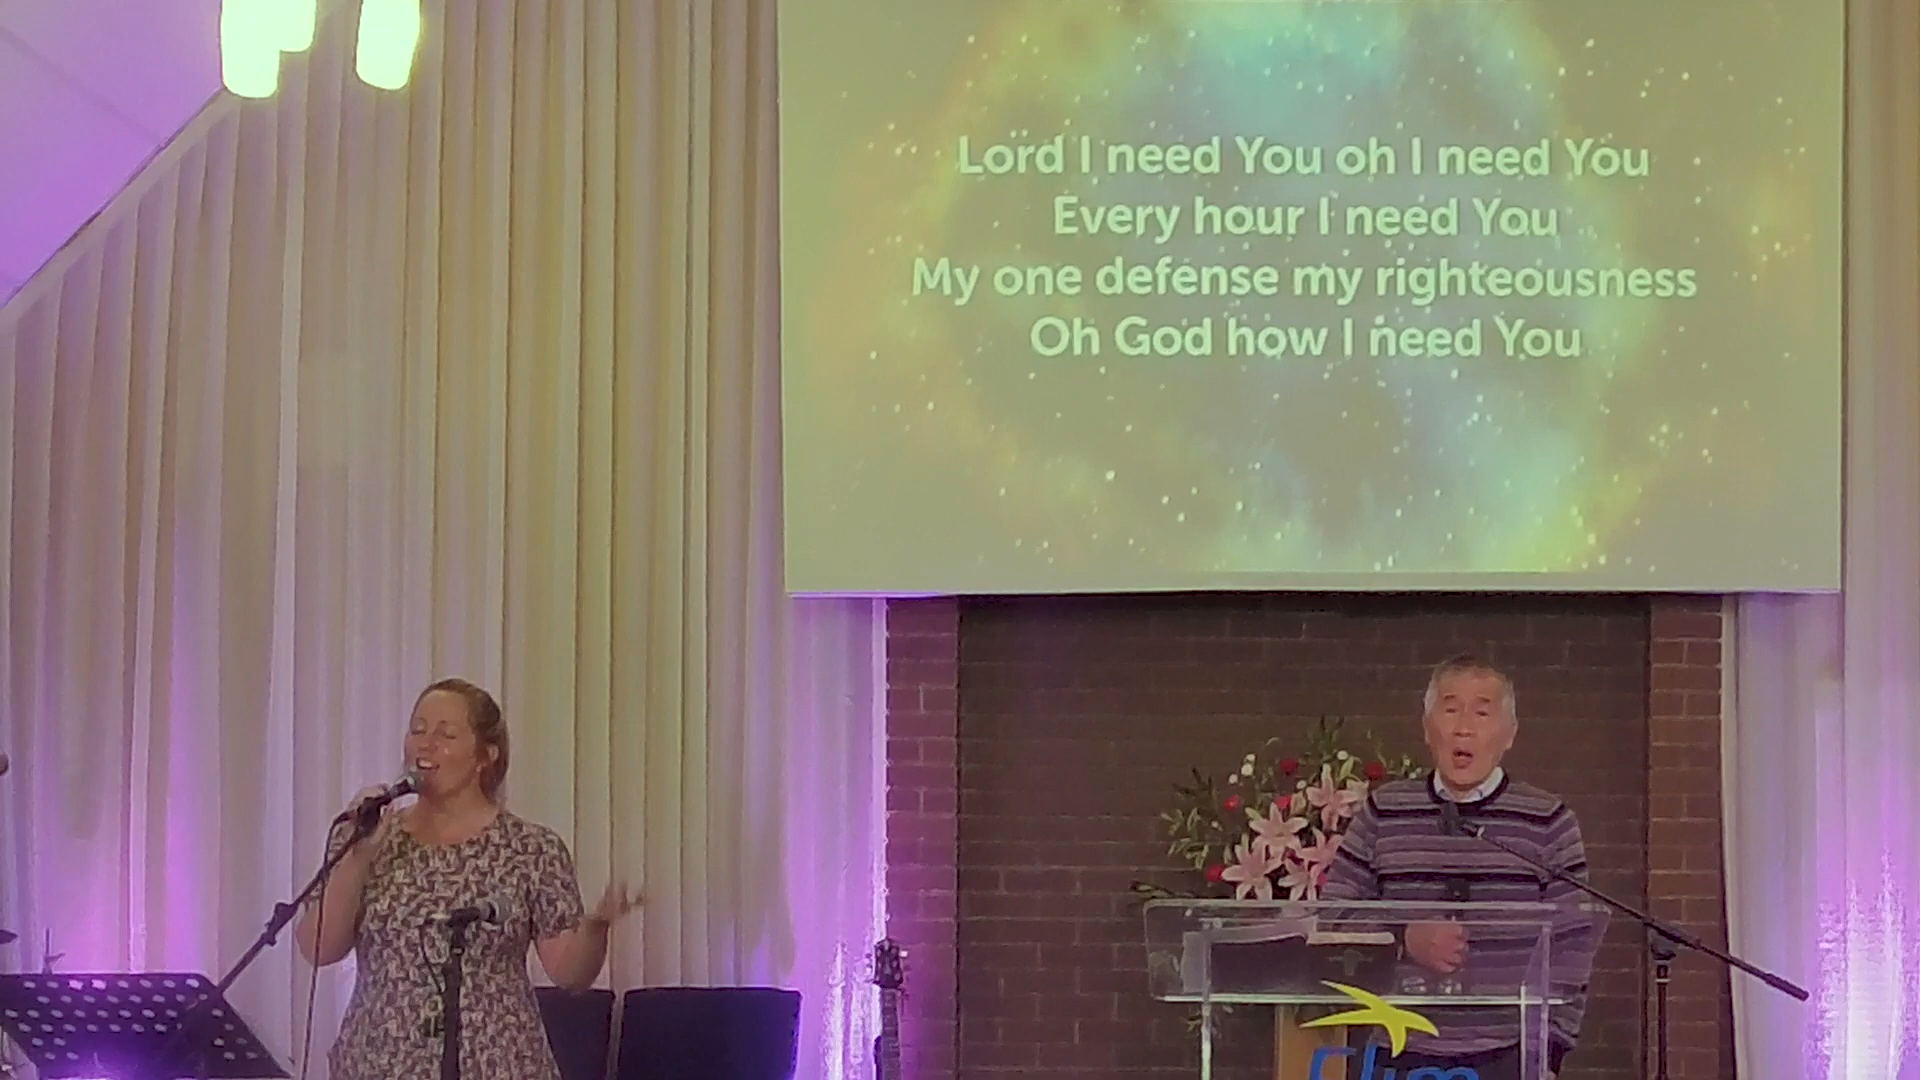 Lord I need You oh I need You
Every hour I need You
My one defense my righteousness
Oh God how I need You
Elim